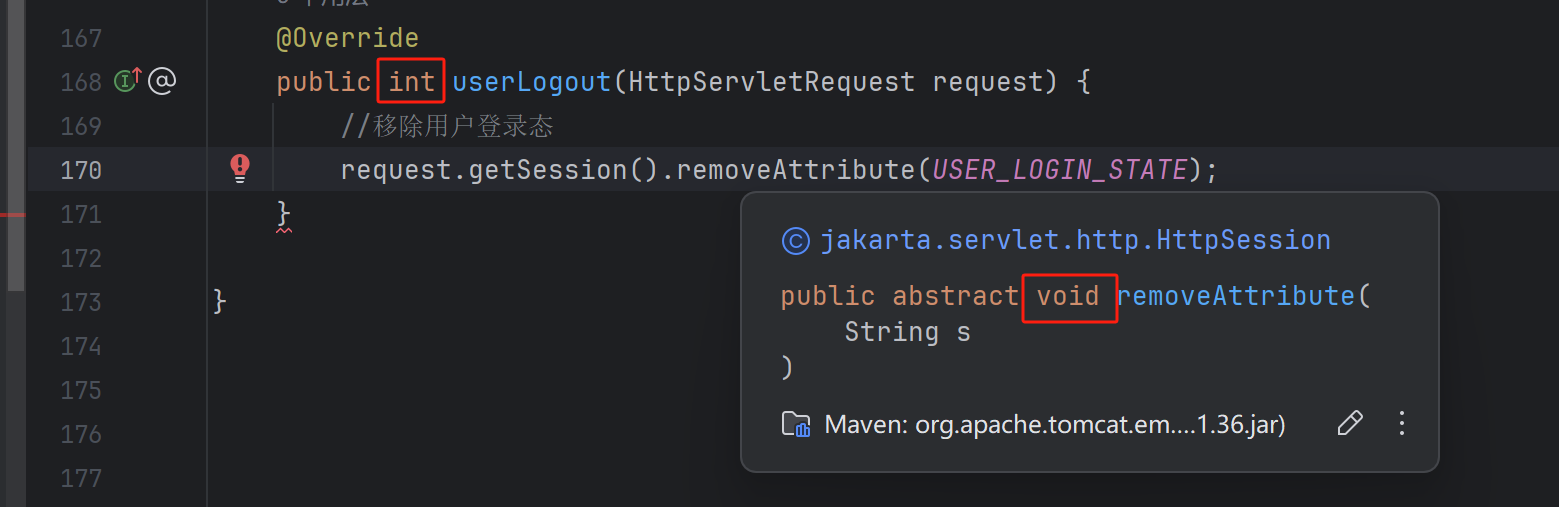 167 @Override
168 public int userLogout(HttpServletRequest request) {
169 //移除用户登录态
170 request.getSession().removeAttribute(USER_LOGIN_STATE);
171 }
172
173 }
174
175
176
177
jakarta.servlet.http.HttpSession
public abstract void removeAttribute(
String s
)
Maven: org.apache.tomcat.em....1.36.jar)